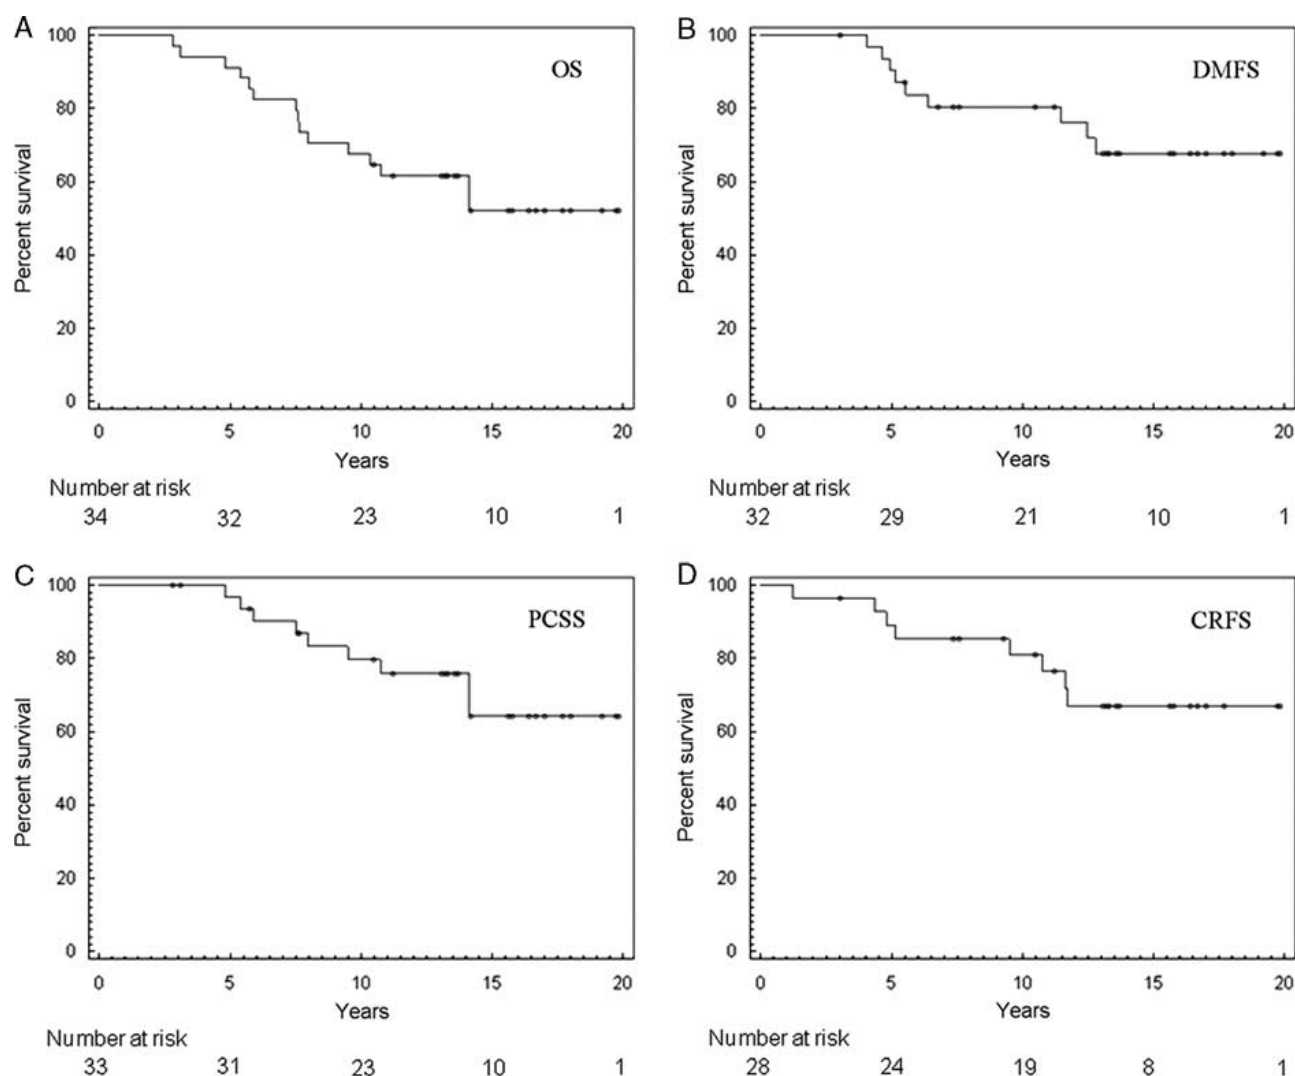 A
OS
Percent survival
100
80
60
40
20
0
0 5 10 15 20
Years
Number at risk
34 32 23 10 1
B
DMFS
Percent survival
100
80
60
40
20
0
0 5 10 15 20
Years
Number at risk
32 29 21 10 1
C
PCSS
Percent survival
100
80
60
40
20
0
0 5 10 15 20
Years
Number at risk
33 31 23 10 1
D
CRFS
Percent survival
100
80
60
40
20
0
0 5 10 15 20
Years
Number at risk
28 24 19 8 1